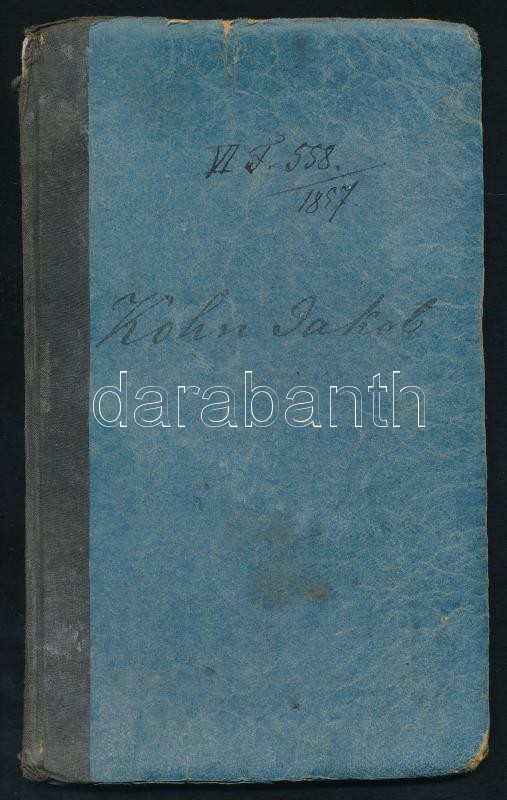 VI F. 558.
1857.
Kohn Jakob
darabanth